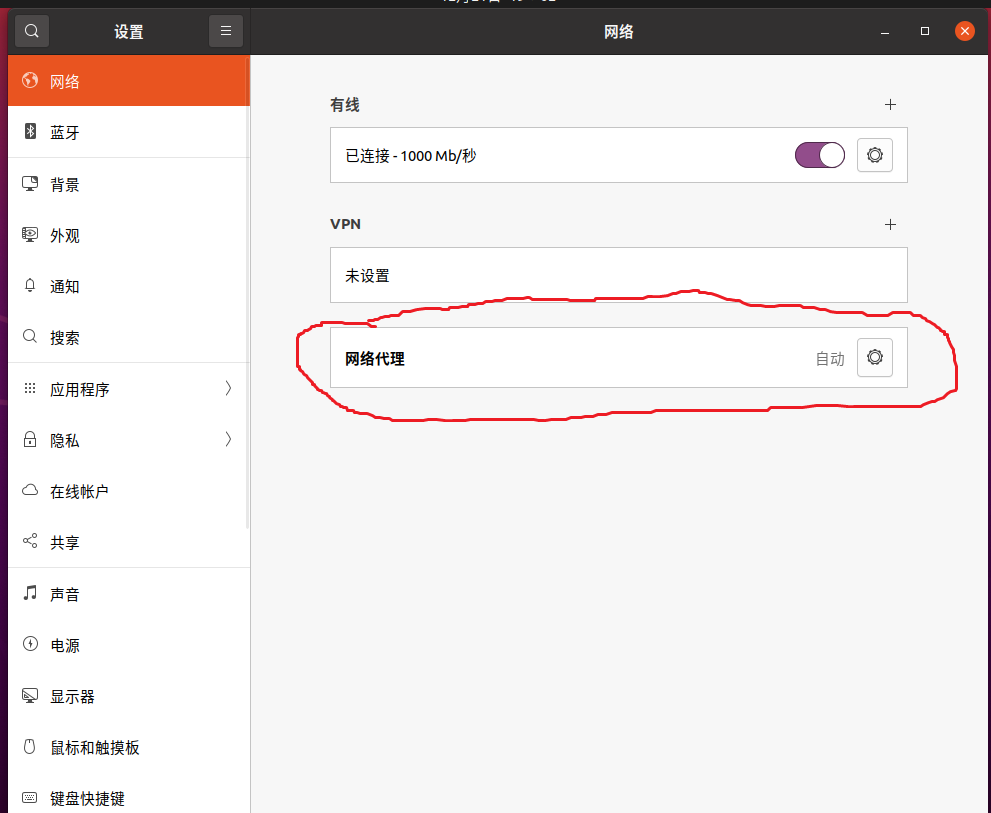 设置
网络
网络
蓝牙
背景
外观
通知
搜索
应用程序
隐私
在线帐户
共享
声音
电源
显示器
鼠标和触摸板
键盘快捷键
有线
已连接 - 1000 Mb/秒
VPN
未设置
网络代理
自动